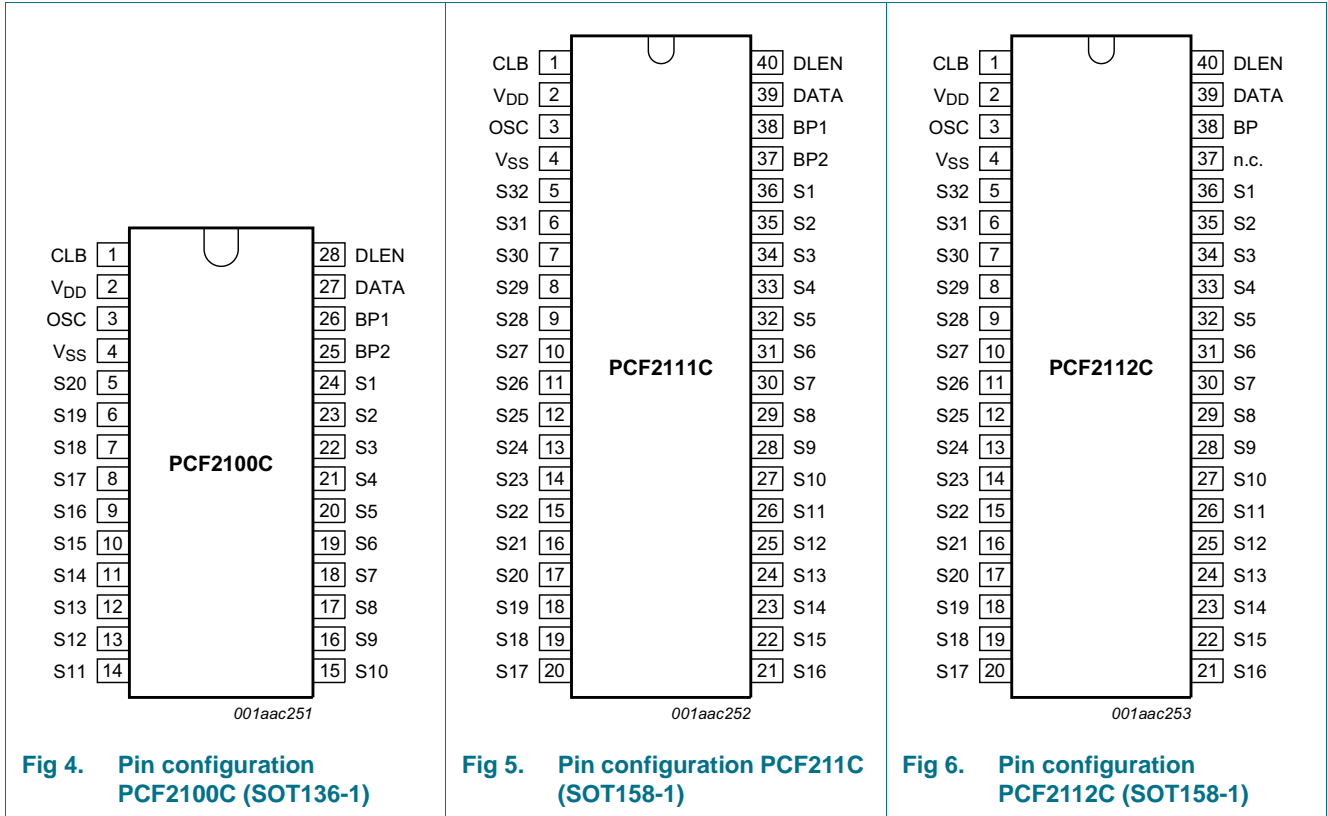 CLB 1 28 DLEN
VDD 2 27 DATA
OSC 3 26 BP1
VSS 4 25 BP2
S20 5 24 S1
S19 6 23 S2
S18 7 22 S3
S17 8 21 S4
S16 9 20 S5
S15 10 19 S6
S14 11 18 S7
S13 12 17 S8
S12 13 16 S9
S11 14 15 S10
PCF2100C
001aac251
Fig 4. Pin configuration
PCF2100C (SOT136-1)
CLB 1 40 DLEN
VDD 2 39 DATA
OSC 3 38 BP1
VSS 4 37 BP2
S32 5 36 S1
S31 6 35 S2
S30 7 34 S3
S29 8 33 S4
S28 9 32 S5
S27 10 31 S6
S26 11 30 S7
S25 12 29 S8
S24 13 28 S9
S23 14 27 S10
S22 15 26 S11
S21 16 25 S12
S20 17 24 S13
S19 18 23 S14
S18 19 22 S15
S17 20 21 S16
PCF2111C
001aac252
Fig 5. Pin configuration PCF211C
(SOT158-1)
CLB 1 40 DLEN
VDD 2 39 DATA
OSC 3 38 BP
VSS 4 37 n.c.
S32 5 36 S1
S31 6 35 S2
S30 7 34 S3
S29 8 33 S4
S28 9 32 S5
S27 10 31 S6
S26 11 30 S7
S25 12 29 S8
S24 13 28 S9
S23 14 27 S10
S22 15 26 S11
S21 16 25 S12
S20 17 24 S13
S19 18 23 S14
S18 19 22 S15
S17 20 21 S16
PCF2112C
001aac253
Fig 6. Pin configuration
PCF2112C (SOT158-1)